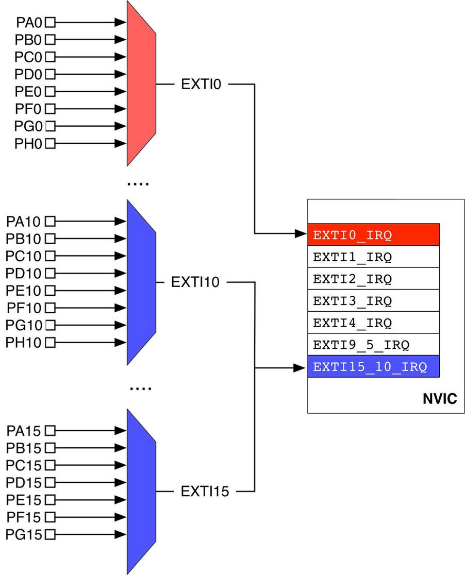 PA0
PB0
PC0
PD0
PE0
PF0
PG0
PH0
EXTI0
....
PA10
PB10
PC10
PD10
PE10
PF10
PG10
PH10
EXTI10
....
PA15
PB15
PC15
PD15
PE15
PF15
PG15
EXTI15
EXTI0_IRQ
EXTI1_IRQ
EXTI2_IRQ
EXTI3_IRQ
EXTI4_IRQ
EXTI9_5_IRQ
EXTI15_10_IRQ
NVIC